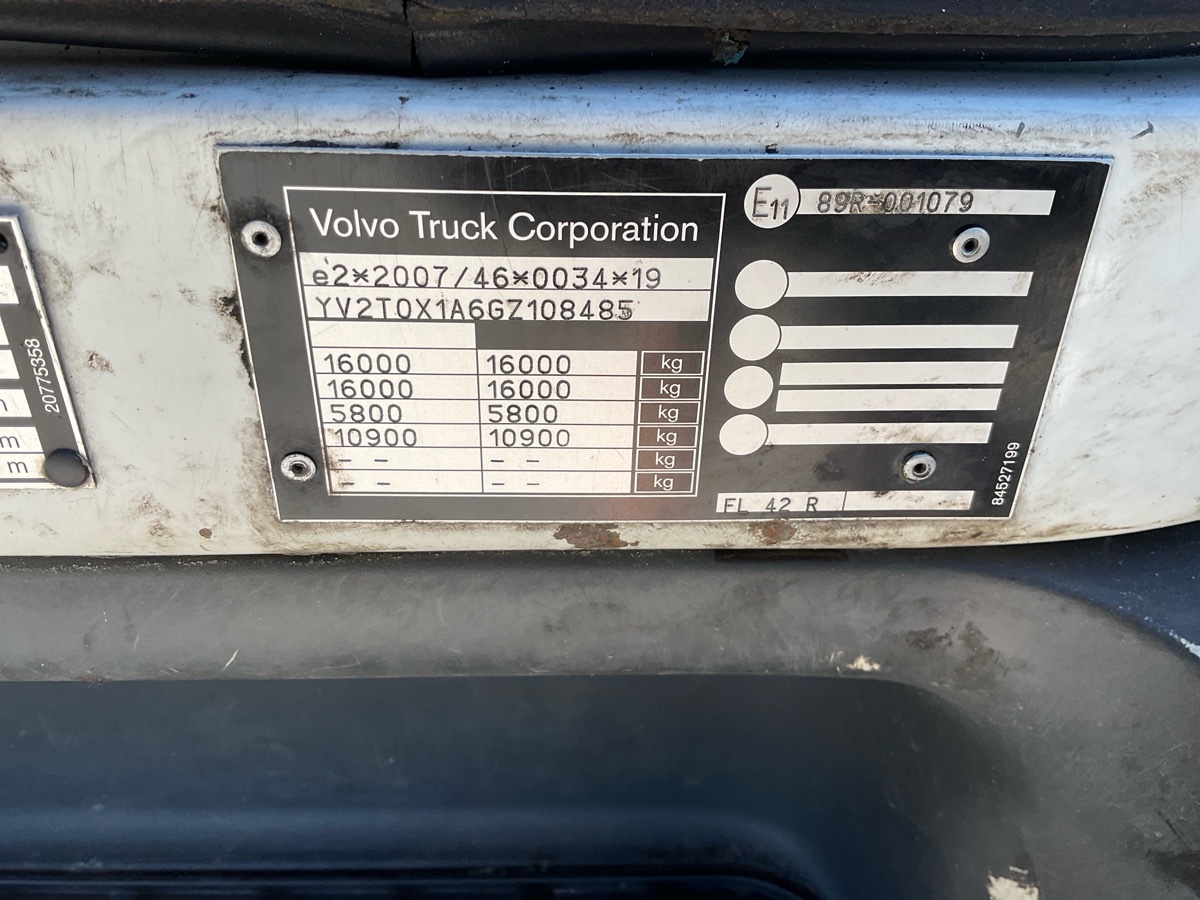 Volvo Truck Corporation
e2*2007/46*0034*19
YV2T0X1A6GZ108485
16000 16000 kg
16000 16000 kg
5800 5800 kg
10900 10900 kg
- - - - kg
- - - - kg
E11 89R-001079
FL 42 R
84527199
20775358
m
m